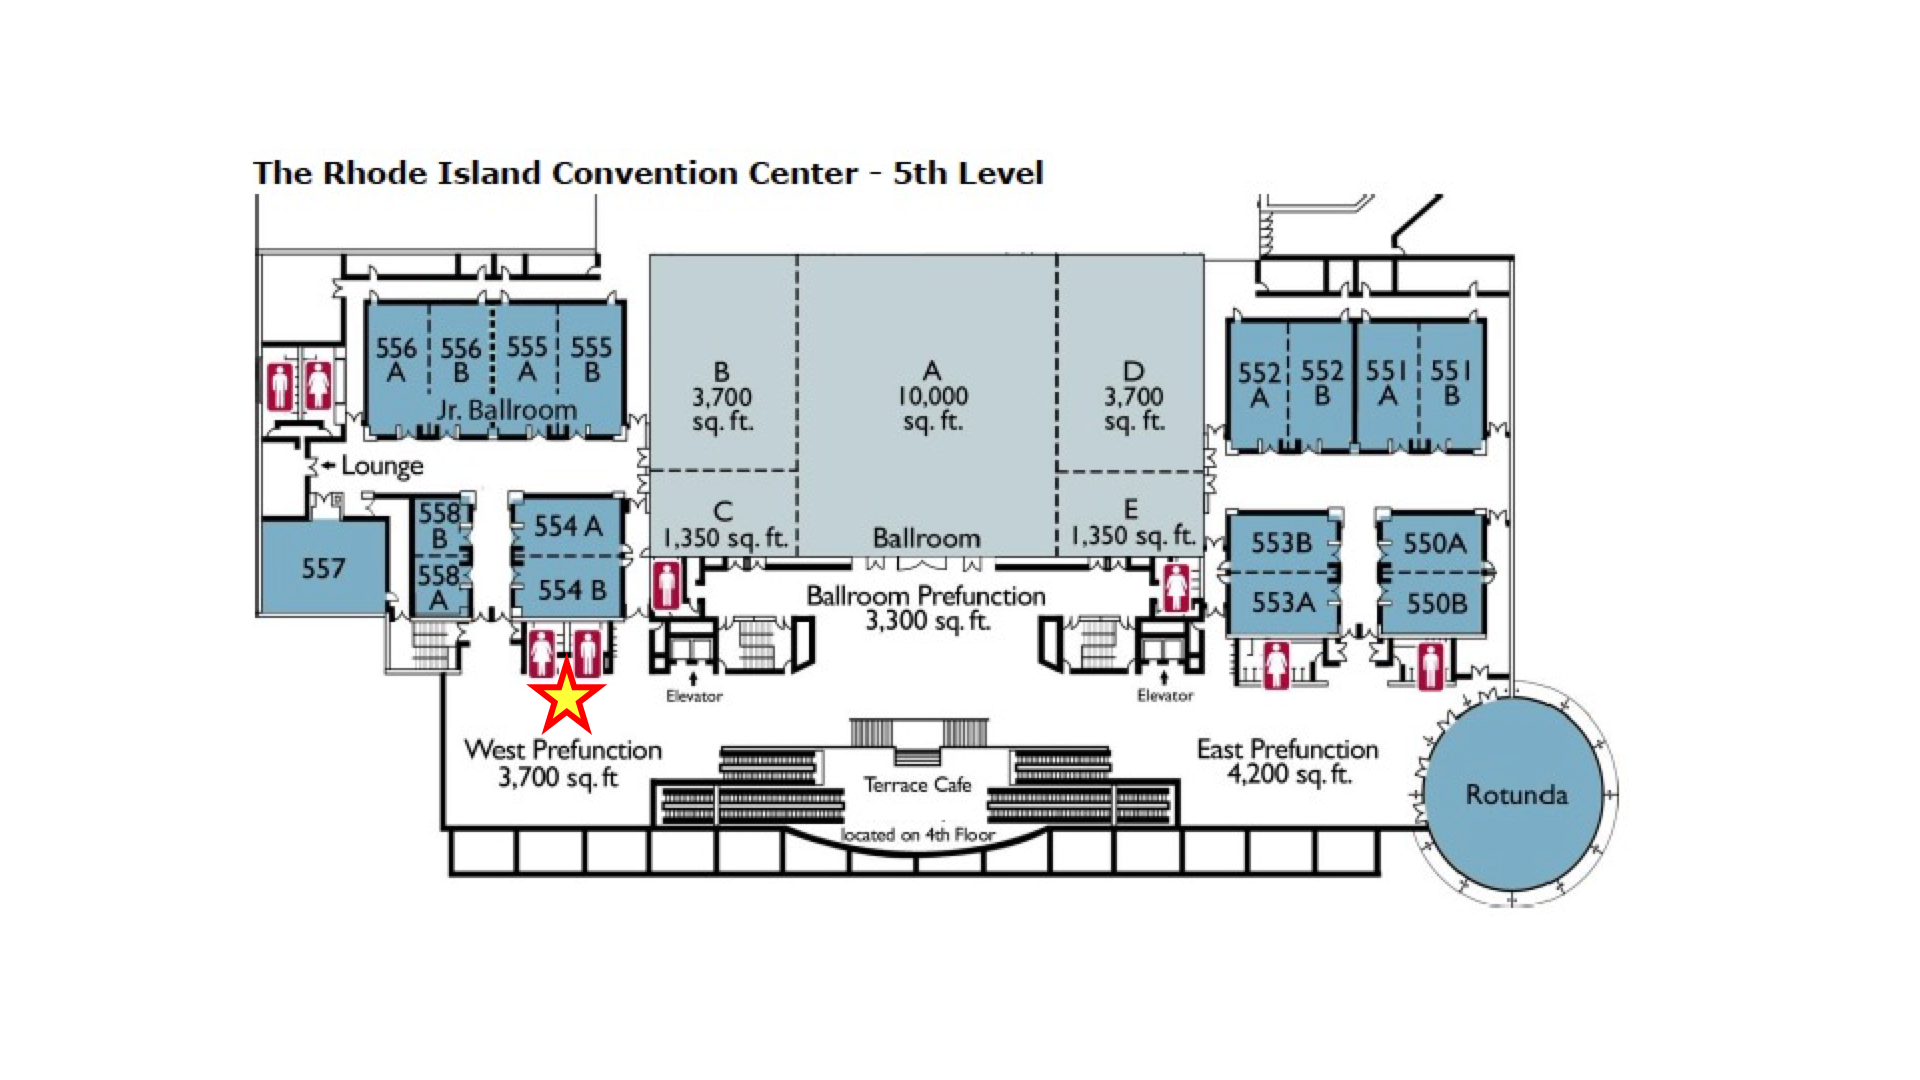 The Rhode Island Convention Center - 5th Level
556 A
556 B
555 A
555 B
Jr. Ballroom
Lounge
558 B
558 A
557
554 A
554 B
B
3,700
sq. ft.
A
10,000
sq. ft.
D
3,700
sq. ft.
C
1,350 sq. ft.
Ballroom
E
1,350 sq. ft.
552 A
552 B
551 A
551 B
553B
553A
550A
550B
Ballroom Prefunction
3,300 sq. ft.
Elevator
Elevator
West Prefunction
3,700 sq. ft
Terrace Cafe
located on 4th Floor
East Prefunction
4,200 sq. ft.
Rotunda